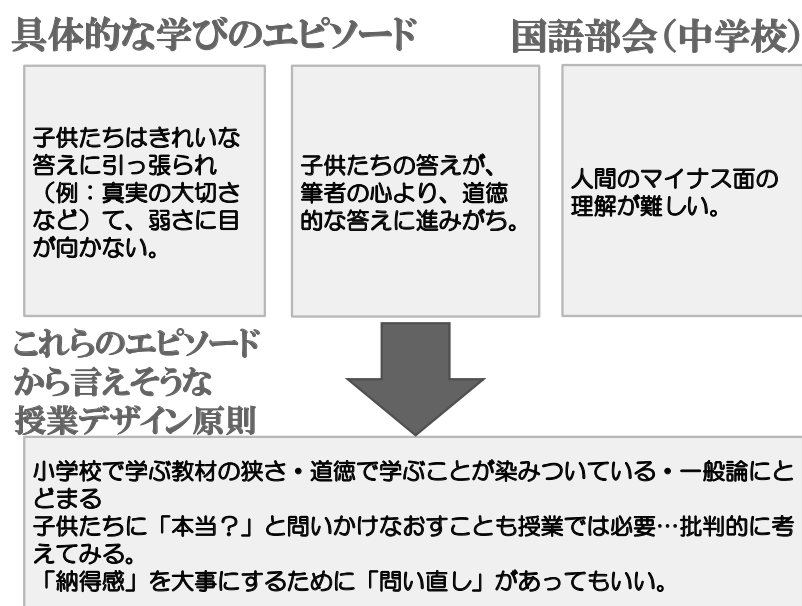 具体的な学びのエピソード
国語部会(中学校)
子供たちはきれいな
答えに引っ張られ
(例:真実の大切さ
など)て、弱さに目
が向かない。
子供たちの答えが、
筆者の心より、道徳
的な答えに進みがち。
人間のマイナス面の
理解が難しい。
これらのエピソード
から言えそうな
授業デザイン原則
小学校で学ぶ教材の狭さ・道徳で学ぶことが染みついている・一般論にと
どまる
子供たちに「本当?」と問いかけなおすことも授業では必要…批判的に考
えてみる。
「納得感」を大事にするために「問い直し」があってもいい。